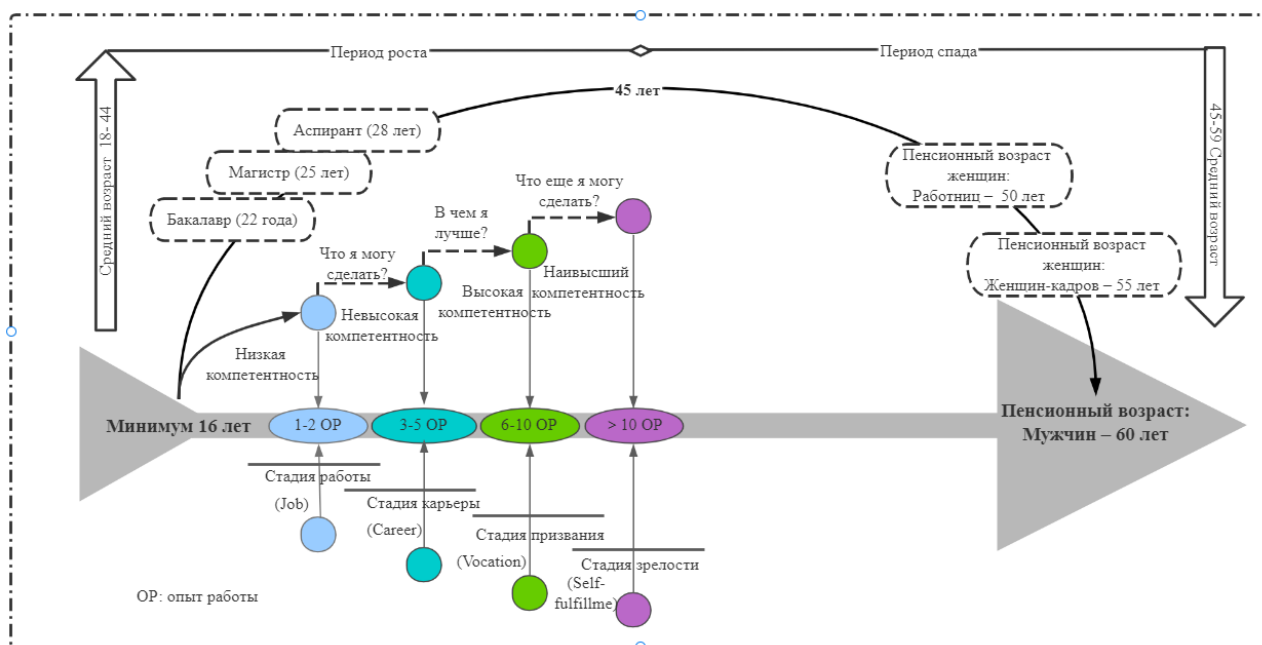 Период роста
Период спада
45 лет
Средний возраст 18-44
45-59 Средний возраст
Аспирант (28 лет)
Магистр (25 лет)
Бакалавр (22 года)
Пенсионный возраст
женщин:
Работниц – 50 лет
Пенсионный возраст
женщин:
Женщин-кадров – 55 лет
Что еще я могу
сделать?
В чем я
лучше?
Что я могу
сделать?
Наивысший
компетентность
Высокая
компетентность
Невысокая
компетентность
Низкая
компетентность
Минимум 16 лет
1-2 ОР
3-5 ОР
6-10 ОР
> 10 ОР
Пенсионный возраст:
Мужчин – 60 лет
Стадия работы
(Job)
Стадия карьеры
(Career)
Стадия призвания
(Vocation)
Стадия зрелости
(Self-
fulfillme)
ОР: опыт работы